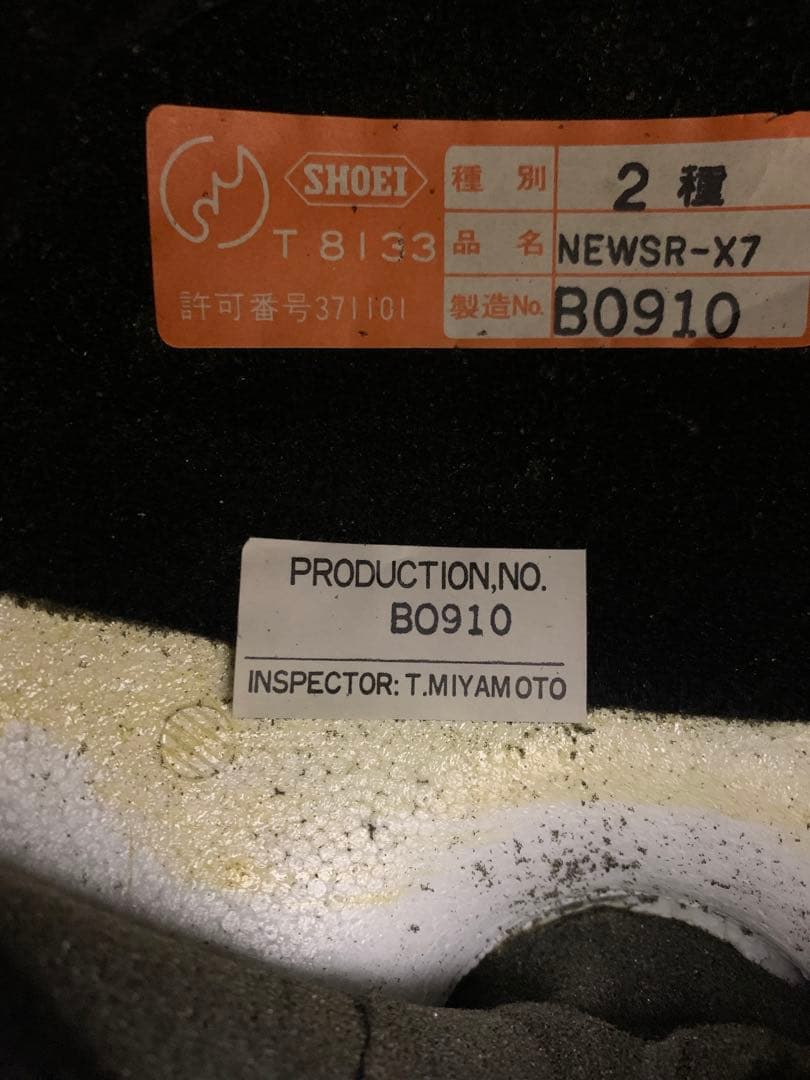 SHOEI
T 8133
許可番号371101
種別 2種
品名 NEWSR-X7
製造No. B0910
PRODUCTION,NO.
B0910
INSPECTOR: T.MIYAMOTO